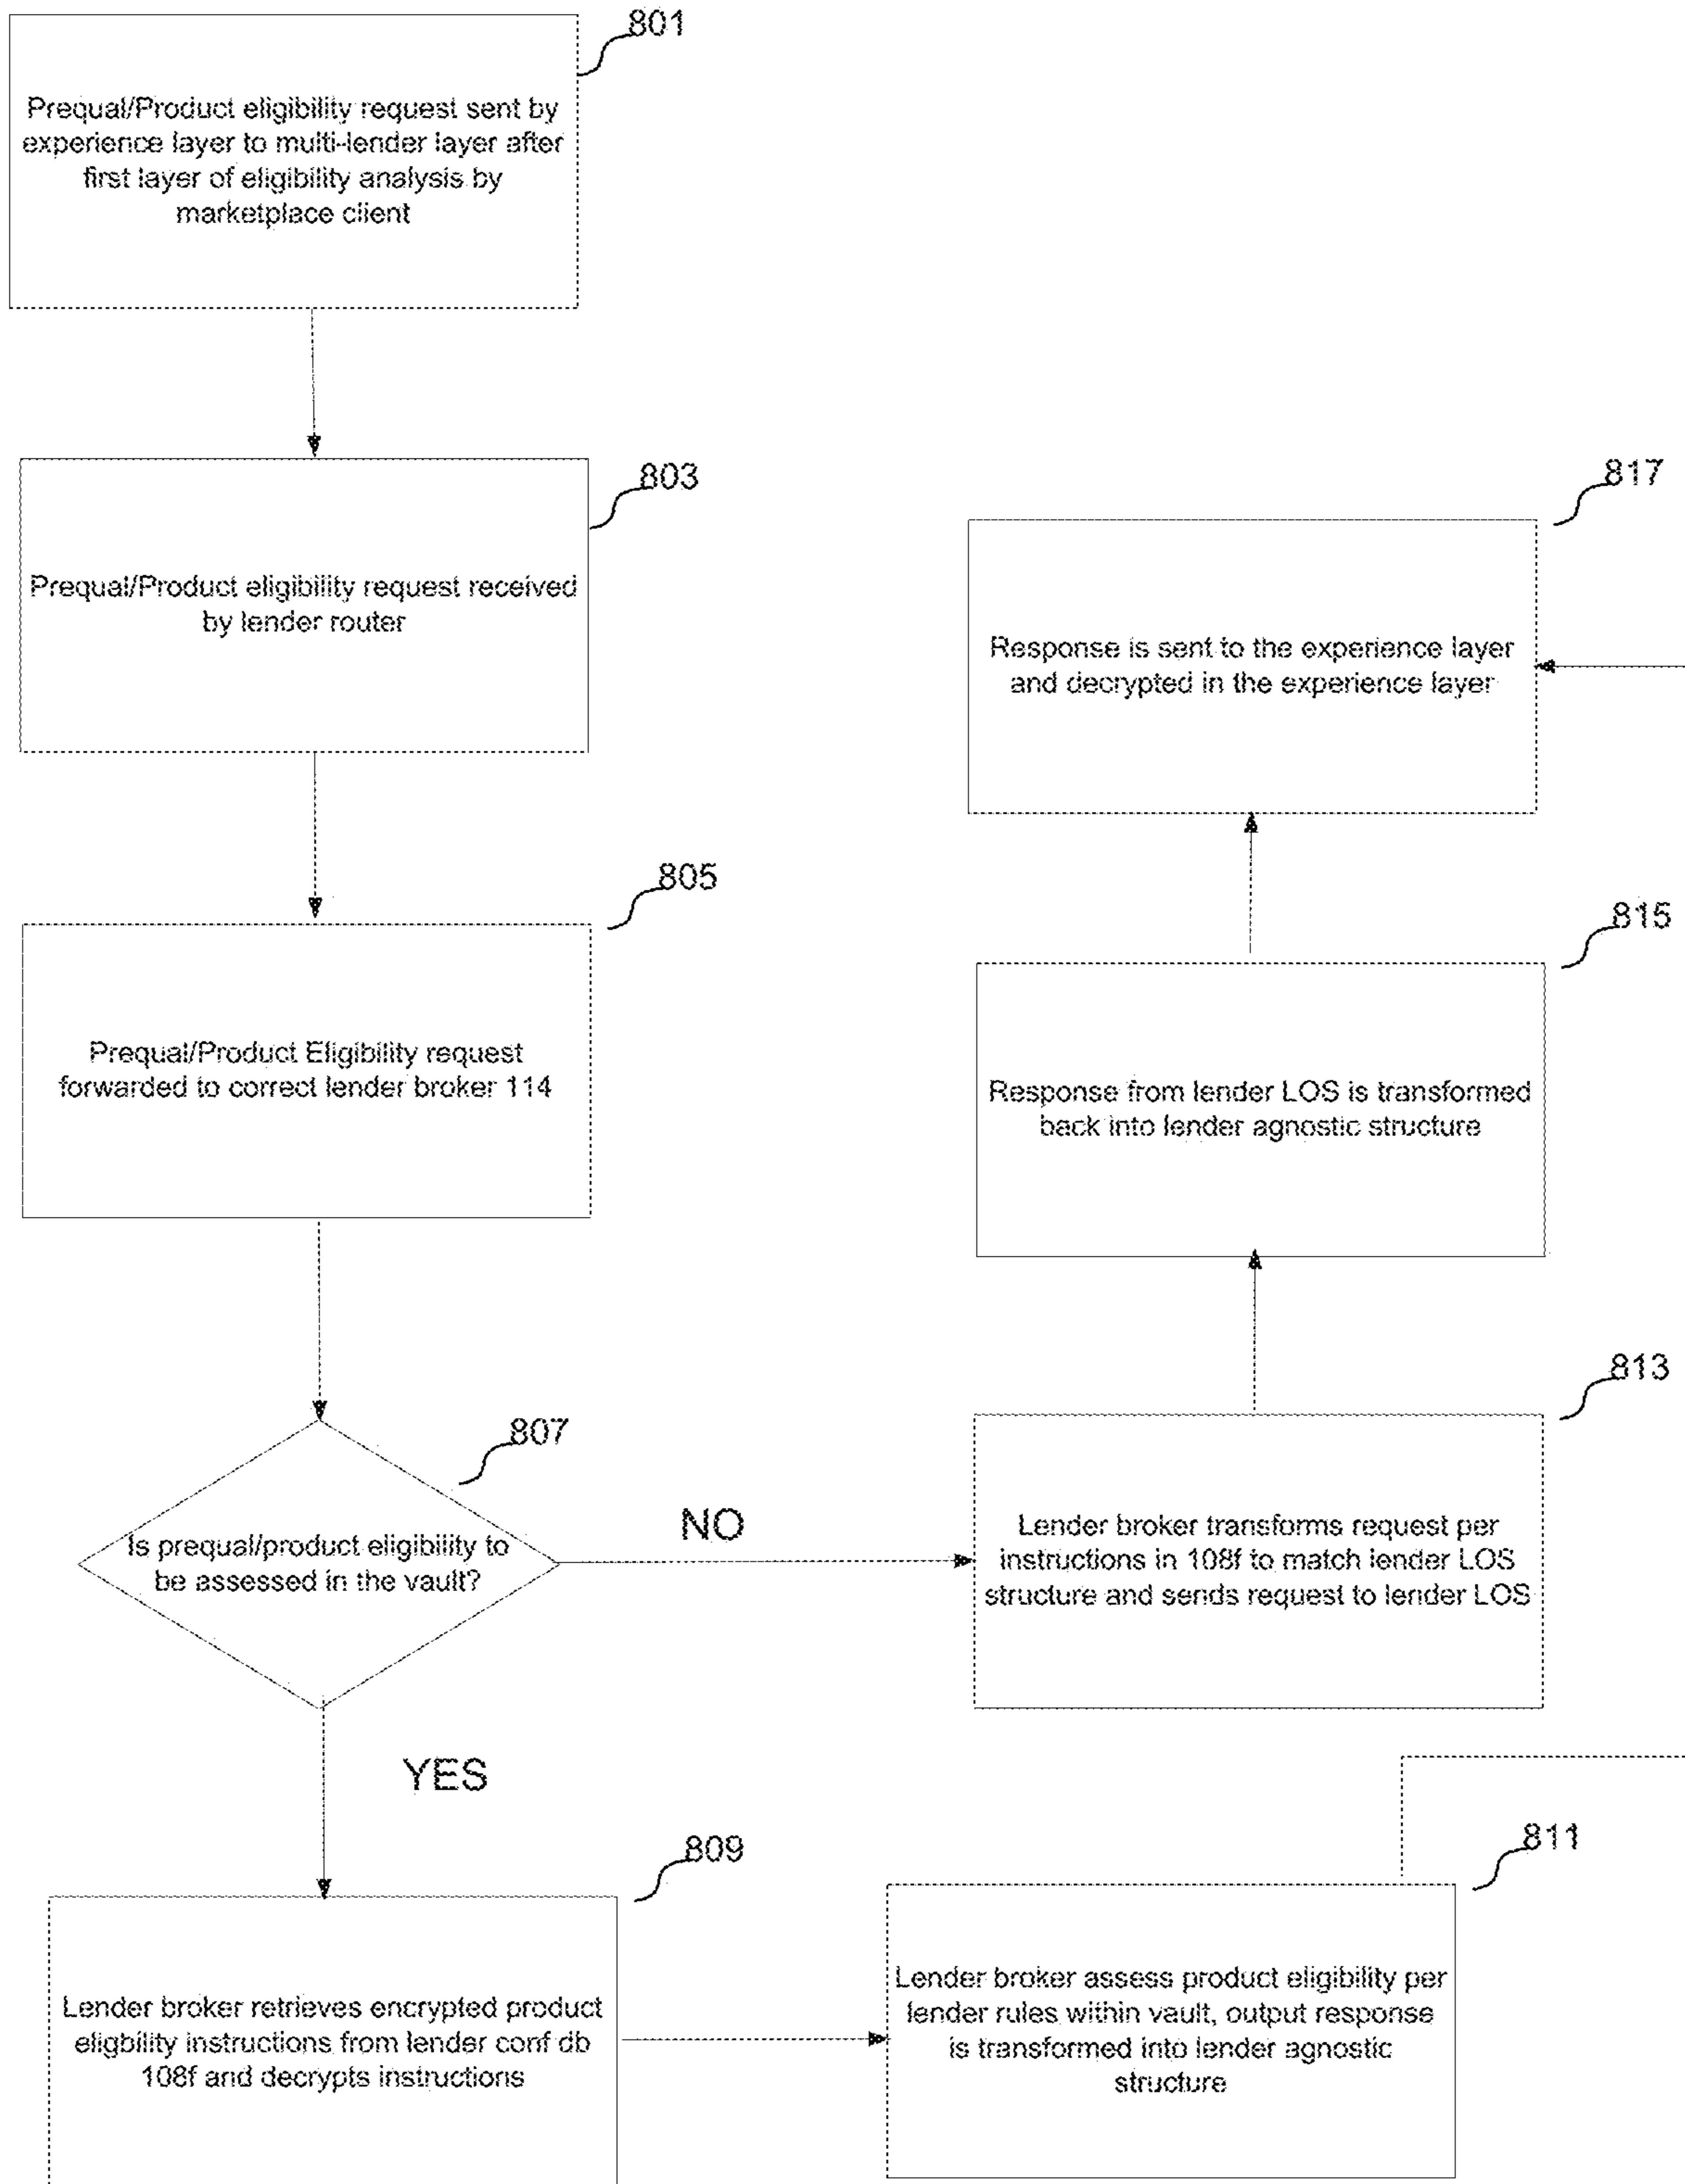 801
Prequal/Product eligibility request sent by
experience layer to multi-lender layer after
first layer of eligibility analysis by
marketplace client
803
Prequal/Product eligibility request received
by lender router
805
Prequal/Product Eligibility request
forwarded to correct lender broker 114
807
Is prequal/product eligibility to
be assessed in the vault?
NO
YES
809
Lender broker retrieves encrypted product
eligbility instructions from lender conf db
108f and decrypts instructions
811
Lender broker assess product eligibility per
lender rules within vault, output response
is transformed into lender agnostic
structure
813
Lender broker transforms request per
instructions in 108f to match lender LOS
structure and sends request to lender LOS
815
Response from lender LOS is transformed
back into lender agnostic structure
817
Response is sent to the experience layer
and decrypted in the experience layer